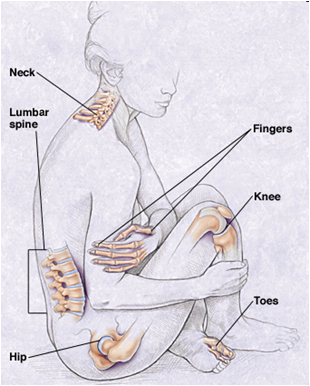 Neck
Lumbar
spine
Fingers
Knee
Toes
Hip